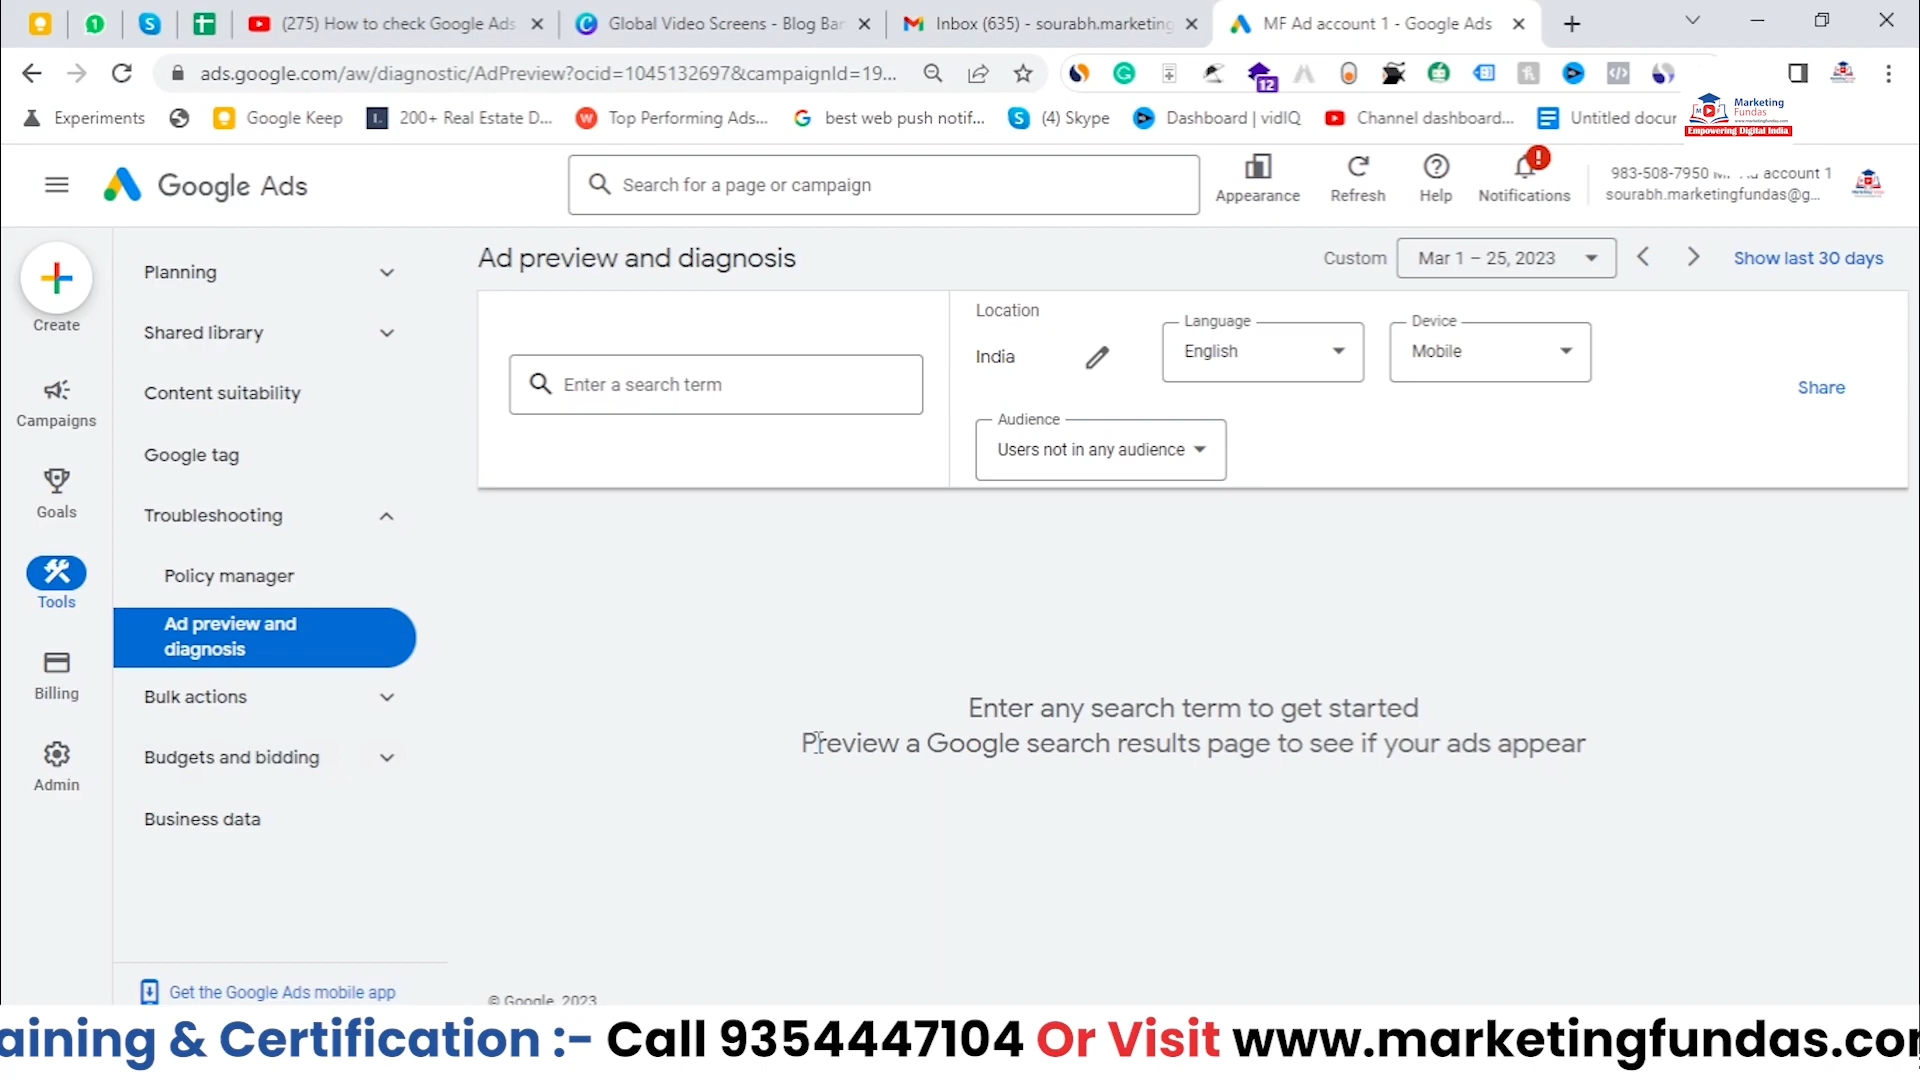 (275) How to check Google Ads
Global Video Screens - Blog Bar
Inbox (635) - sourabh.marketing
MF Ad account 1 - Google Ads
ads.google.com/aw/diagnostic/AdPreview?ocid=1045132697&campaignId=19...
12
Experiments
Google Keep
200+ Real Estate D...
Top Performing Ads...
best web push notif...
(4) Skype
Dashboard | vidIQ
Channel dashboard...
Untitled docur
Marketing
Fundas
www.marketingfundas.com
Empowering Digital India
Google Ads
Search for a page or campaign
Appearance
Refresh
Help
Notifications
983-508-7950
account 1
sourabh.marketingfundas@g...
Create
Campaigns
Goals
Tools
Billing
Admin
Planning
Shared library
Content suitability
Google tag
Troubleshooting
Policy manager
Ad preview and
diagnosis
Bulk actions
Budgets and bidding
Business data
Get the Google Ads mobile app
Ad preview and diagnosis
Custom
Mar 1 – 25, 2023
Show last 30 days
Enter a search term
Location
India
Language
English
Device
Mobile
Share
Audience
Users not in any audience
Enter any search term to get started
Preview a Google search results page to see if your ads appear
© Google, 2023
aining & Certification :- Call 9354447104 Or Visit www.marketingfundas.com